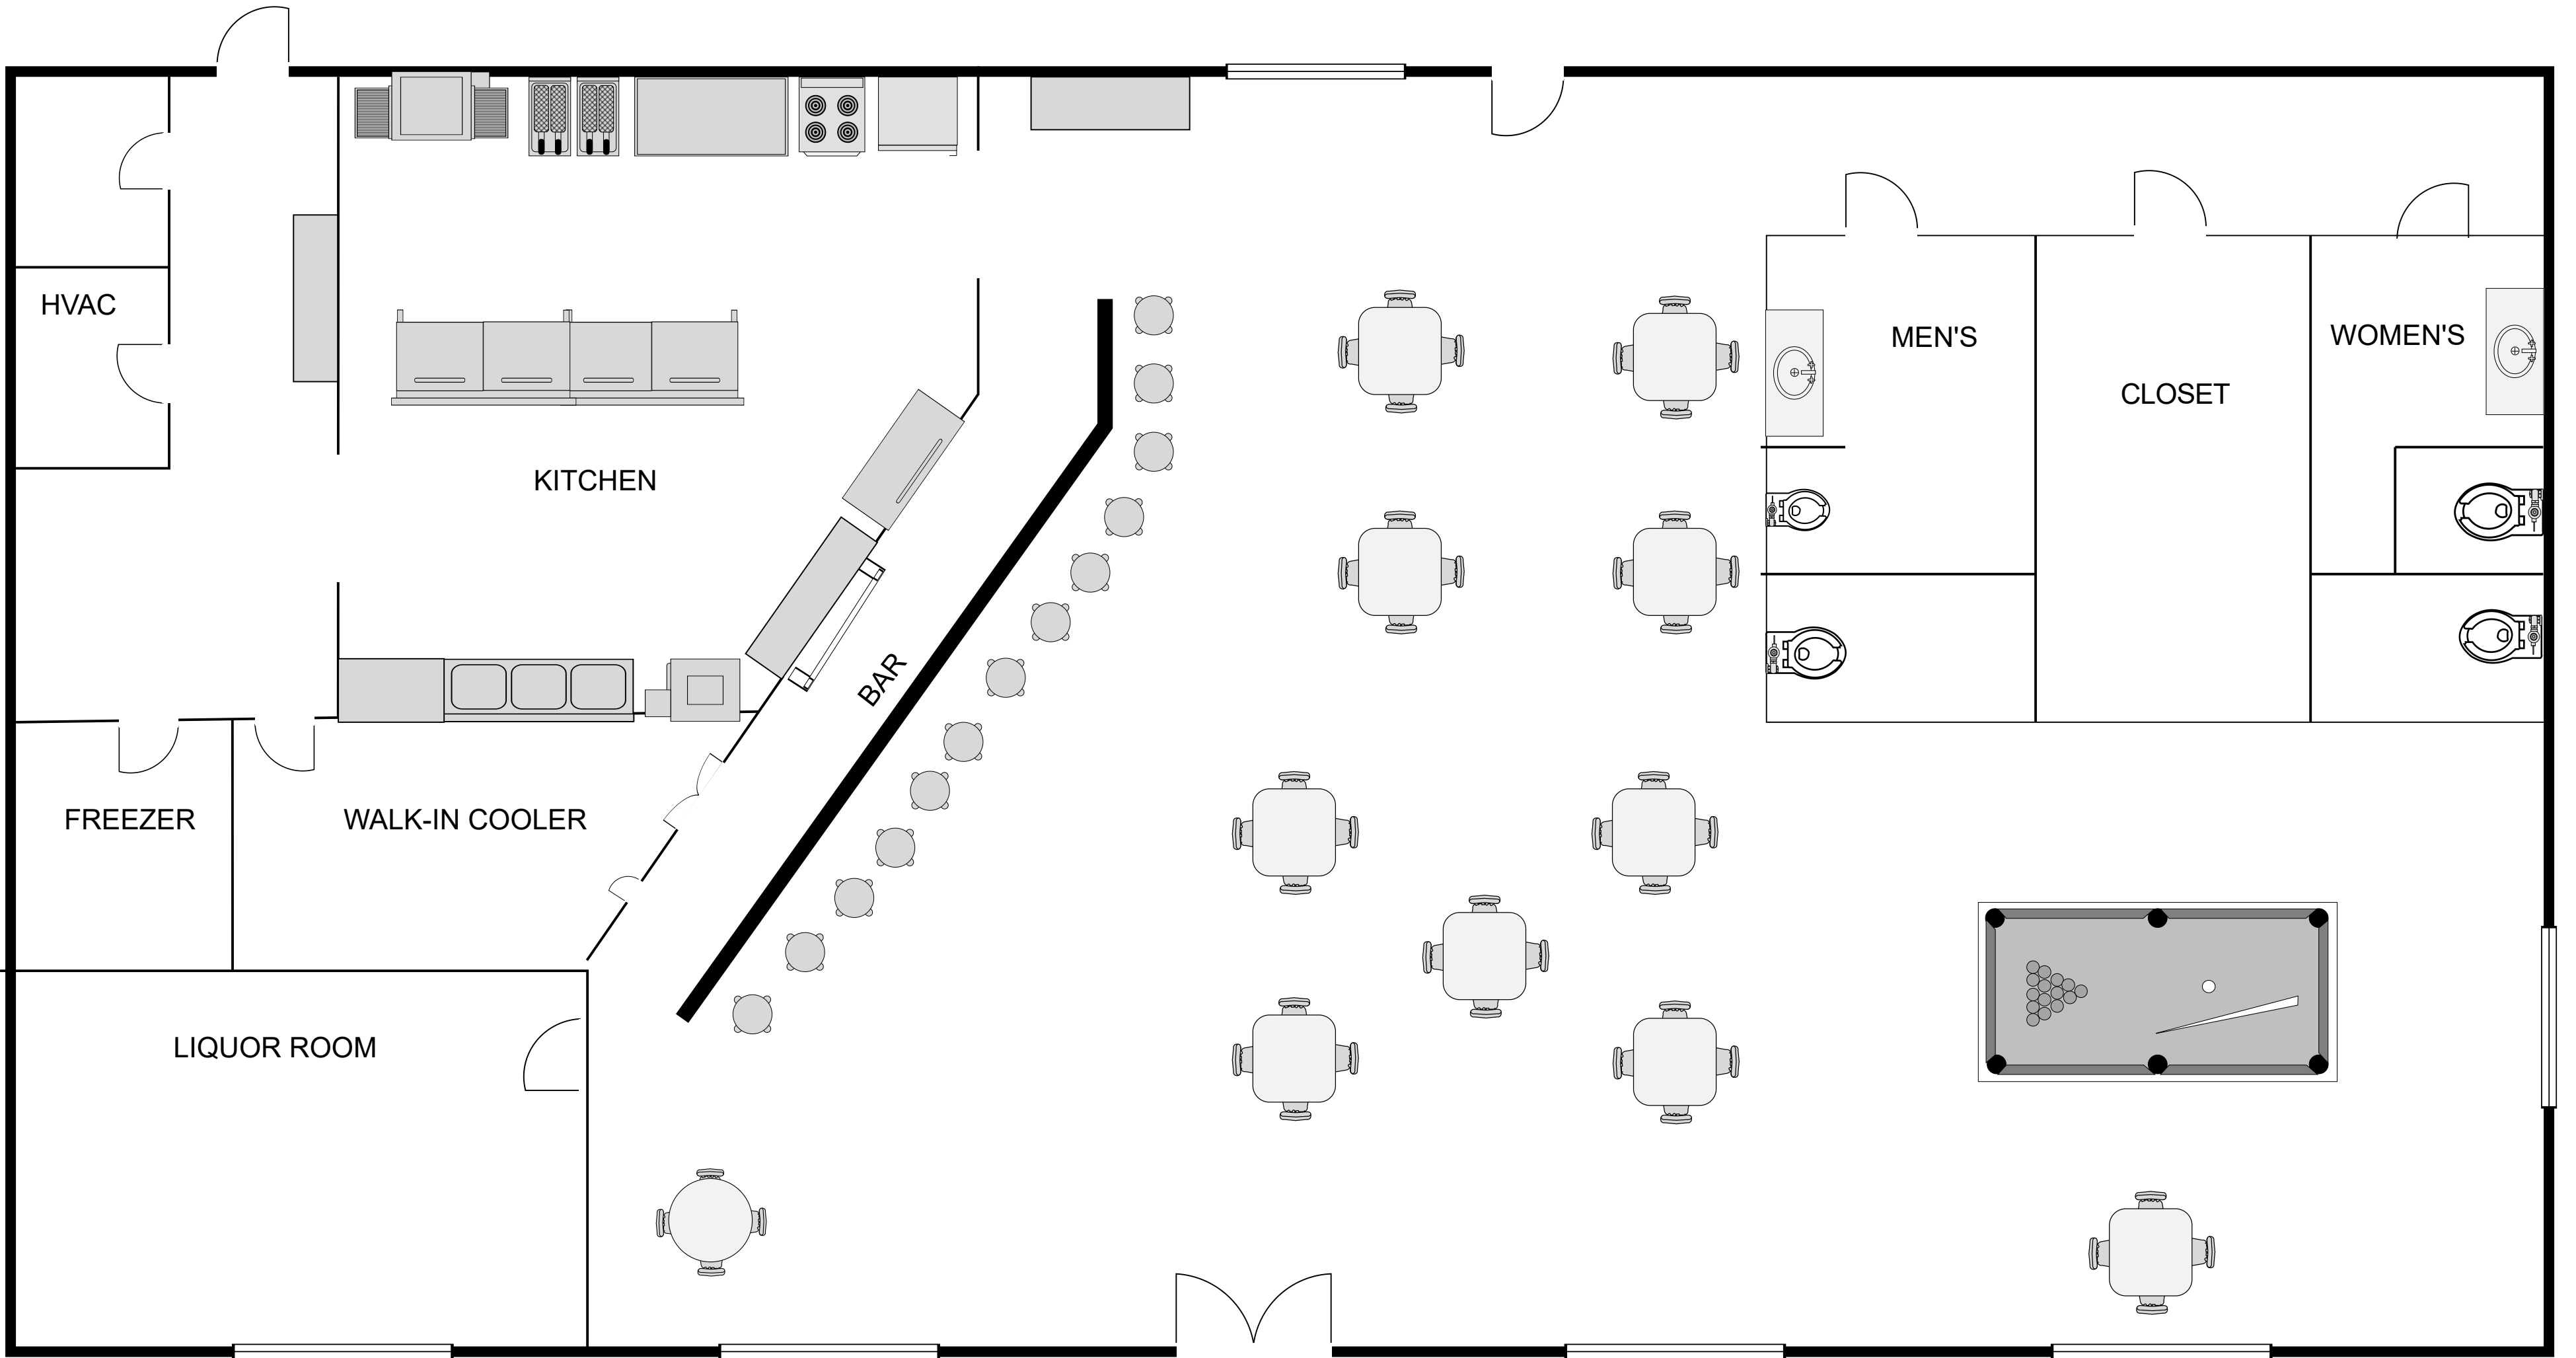 HVAC
MEN'S
WOMEN'S
CLOSET
KITCHEN
BAR
FREEZER
WALK-IN COOLER
LIQUOR ROOM